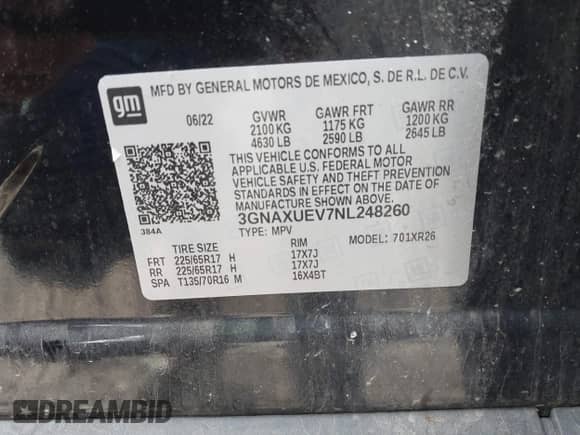 MFD BY GENERAL MOTORS DE MEXICO, S. DE R.L. DE C.V.
gm
06/22 GVWR GAWR FRT GAWR RR
2100 KG 1175 KG 1200 KG
4630 LB 2590 LB 2645 LB
THIS VEHICLE CONFORMS TO ALL
APPLICABLE U.S. FEDERAL MOTOR
VEHICLE SAFETY AND THEFT PREVENTION
STANDARDS IN EFFECT ON THE DATE OF
MANUFACTURE SHOWN ABOVE.
384A
3GNAXUEV7NL248260
TYPE: MPV MODEL: 701XR26
TIRE SIZE RIM
FRT 225/65R17 H 17X7J
RR 225/65R17 H 17X7J
SPA T135/70R16 M 16X4BT
DREAMBID